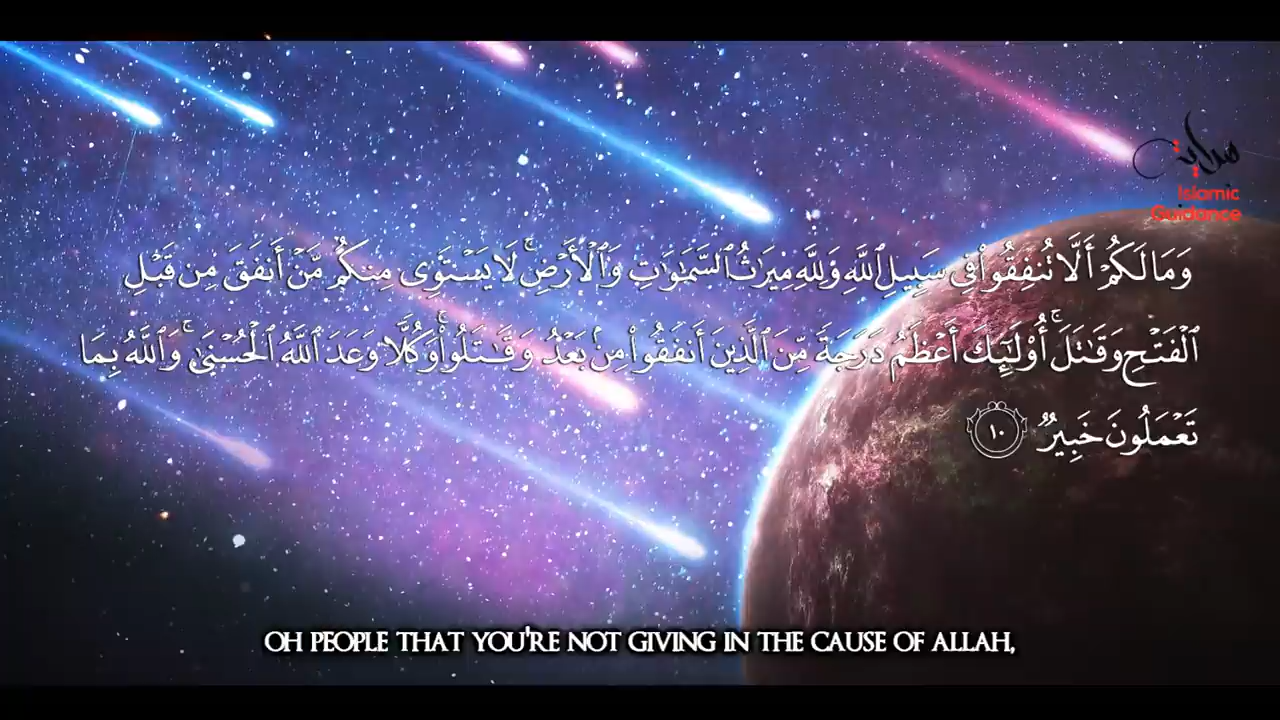 هداية
Islamic
Guidance
وَمَا لَكُمْ أَلَّا تُنفِقُوا۟ فِى سَبِيلِ ٱللَّهِ وَلِلَّهِ مِيرَٰثُ ٱلسَّمَٰوَٰتِ وَٱلْأَرْضِ ۚ لَا يَسْتَوِى مِنكُم مَّنْ أَنفَقَ مِن قَبْلِ
ٱلْفَتْحِ وَقَٰتَلَ ۚ أُو۟لَٰٓئِكَ أَعْظَمُ دَرَجَةً مِّنَ ٱلَّذِينَ أَنفَقُوا۟ مِنۢ بَعْدُ وَقَٰتَلُوا۟ ۚ وَكُلًّا وَعَدَ ٱللَّهُ ٱلْحُسْنَىٰ ۚ وَٱللَّهُ بِمَا
تَعْمَلُونَ خَبِيرٌ ١٠
OH PEOPLE THAT YOU'RE NOT GIVING IN THE CAUSE OF ALLAH,